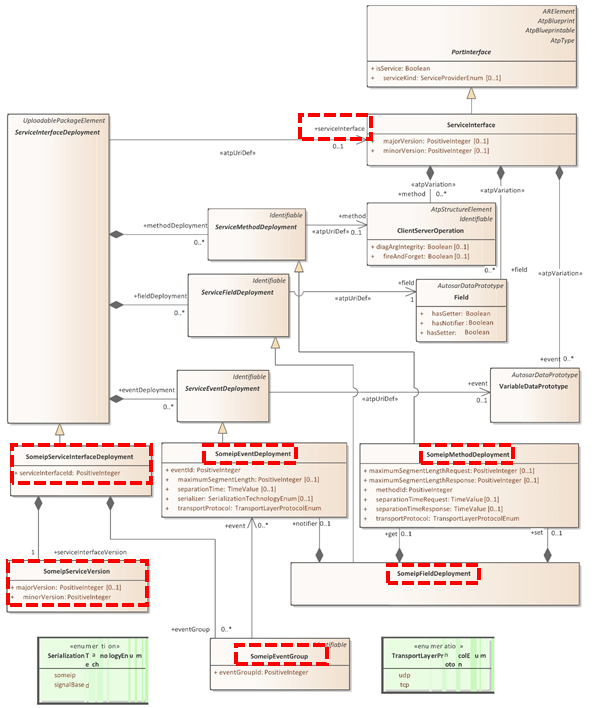 ARElement
AtpBlueprint
AtpBlueprintable
AtpType
PortInterface
+ isService: Boolean
+ serviceKind: ServiceProviderEnum [0..1]
UploadablePackageElement
ServiceInterfaceDeployment
+serviceInterface
0..1
«atpUriDef»
ServiceInterface
+ majorVersion: PositiveInteger [0..1]
+ minorVersion: PositiveInteger [0..1]
«atpVariation»
+method
0..*
«atpVariation»
Identifiable
ServiceMethodDeployment
+methodDeployment
0..*
+method
«atpUriDef»
0..1
AtpStructureElement
Identifiable
ClientServerOperation
+ diagArgIntegrity: Boolean [0..1]
+ fireAndForget: Boolean [0..1]
0..*
+field
«atpVariation»
Identifiable
ServiceFieldDeployment
+fieldDeployment
0..*
+field
«atpUriDef»
1
AutosarDataPrototype
Field
+ hasGetter: Boolean
+ hasNotifier: Boolean
+ hasSetter: Boolean
+event 0..*
Identifiable
ServiceEventDeployment
+eventDeployment
0..*
+event
«atpUriDef»
0..1
AutosarDataPrototype
VariableDataPrototype
SomeipServiceInterfaceDeployment
+ serviceInterfaceId: PositiveInteger
SomeipEventDeployment
+ eventId: PositiveInteger
+ maximumSegmentLength: PositiveInteger [0..1]
+ separationTime: TimeValue [0..1]
+ serializer: SerializationTechnologyEnum [0..1]
+ transportProtocol: TransportLayerProtocolEnum
SomeipMethodDeployment
+ maximumSegmentLengthRequest: PositiveInteger [0..1]
+ maximumSegmentLengthResponse: PositiveInteger [0..1]
+ methodId: PositiveInteger
+ separationTimeRequest: TimeValue [0..1]
+ separationTimeResponse: TimeValue [0..1]
+ transportProtocol: TransportLayerProtocolEnum
+event
0..*
+notifier 0..1
+get
0..1
+set
0..1
1
+serviceInterfaceVersion
SomeipServiceVersion
+ majorVersion: PositiveInteger [0..1]
+ minorVersion: PositiveInteger
SomeipFieldDeployment
+eventGroup
0..*
Identifiable
SomeipEventGroup
+ eventGroupId: PositiveInteger
«enumeration»
SerializationTechnologyEnum
someip
signalBased
«enumeration»
TransportLayerProtocolEnum
udp
tcp